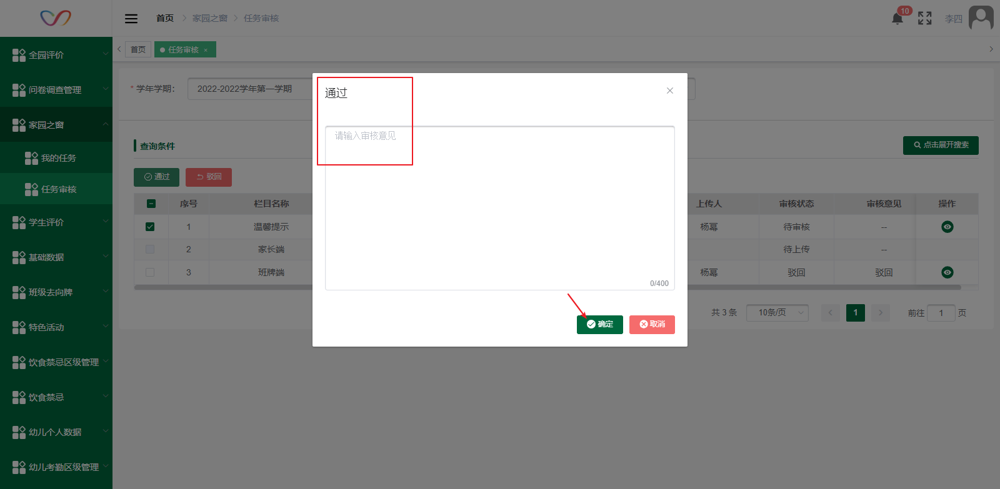 首页 家园之窗 任务审核
10
李四
首页 任务审核 ×
全园评价
问卷调查管理
家园之窗
我的任务
任务审核
学生评价
基础数据
班级去向牌
特色活动
饮食禁忌区级管理
饮食禁忌
幼儿个人数据
幼儿考勤区级管理
* 学年学期: 2022-2022学年第一学期
查询条件
点击展开搜索
通过 驳回
序号 栏目名称 上传人 审核状态 审核意见 操作
1 温馨提示 杨幂 待审核 --
2 家长端 待上传 --
3 班牌端 杨幂 驳回 驳回
共 3 条 10条/页 1 前往 1 页
通过
请输入审核意见
0/400
确定 取消